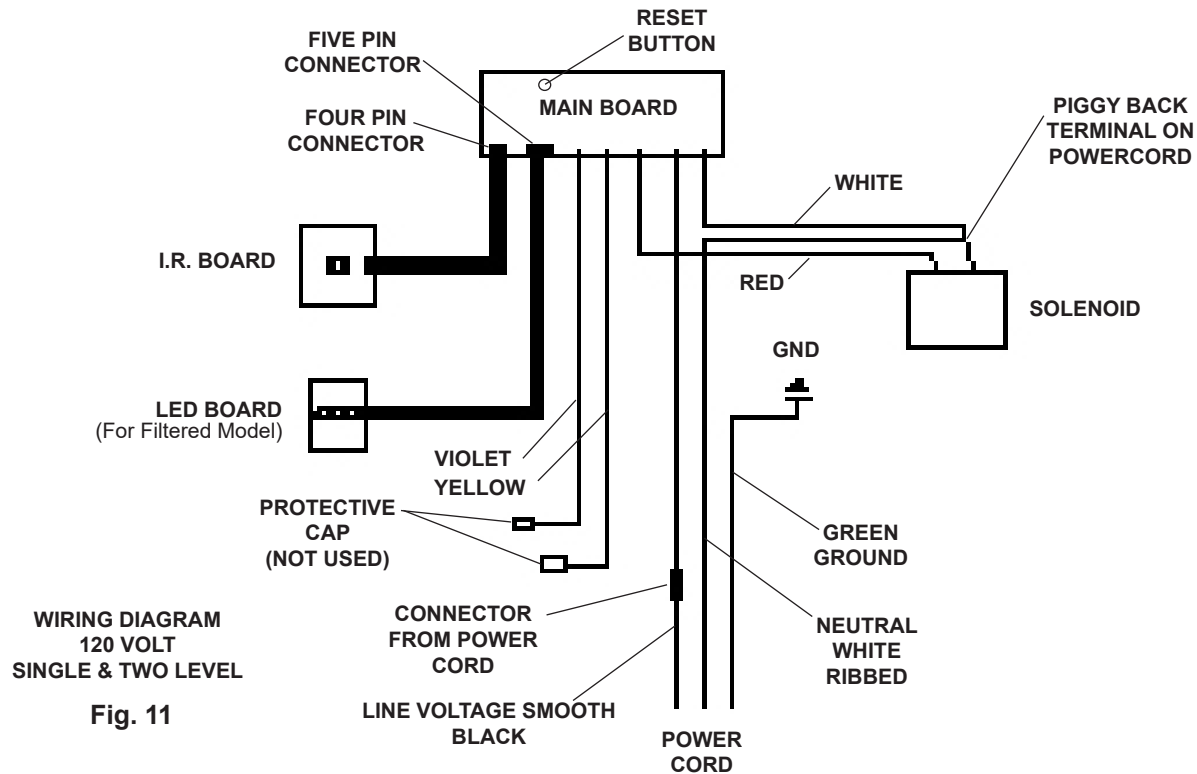 RESET
BUTTON
FIVE PIN
CONNECTOR
MAIN BOARD
FOUR PIN
CONNECTOR
PIGGY BACK
TERMINAL ON
POWERCORD
WHITE
I.R. BOARD
RED
SOLENOID
GND
LED BOARD
(For Filtered Model)
VIOLET
YELLOW
PROTECTIVE
CAP
(NOT USED)
GREEN
GROUND
CONNECTOR
FROM POWER
CORD
NEUTRAL
WHITE
RIBBED
WIRING DIAGRAM
120 VOLT
SINGLE & TWO LEVEL
Fig. 11
LINE VOLTAGE SMOOTH
BLACK
POWER
CORD